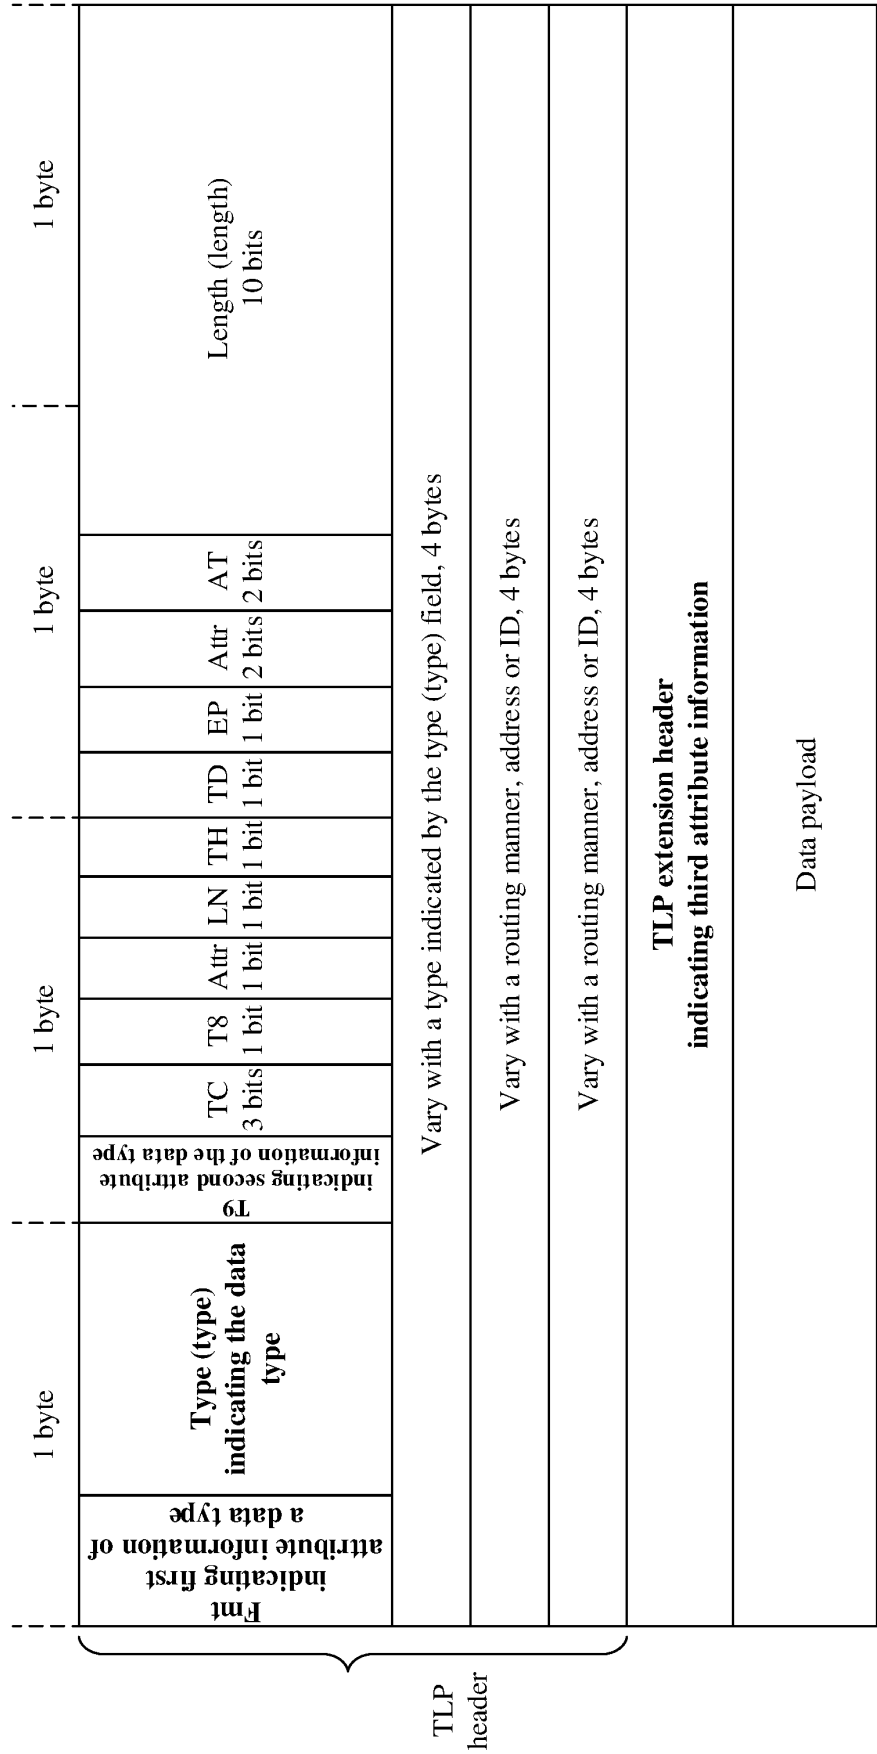 1 byte
1 byte
1 byte
1 byte
TLP
header
Fmt
indicating first
attribute information of
a data type
Type (type)
indicating the data
type
T9
indicating second attribute
information of the data type
TC
3 bits
T8
1 bit
Attr
1 bit
LN
1 bit
TH
1 bit
TD
1 bit
EP
1 bit
Attr
2 bits
AT
2 bits
Length (length)
10 bits
Vary with a type indicated by the type (type) field, 4 bytes
Vary with a routing manner, address or ID, 4 bytes
Vary with a routing manner, address or ID, 4 bytes
TLP extension header
indicating third attribute information
Data payload